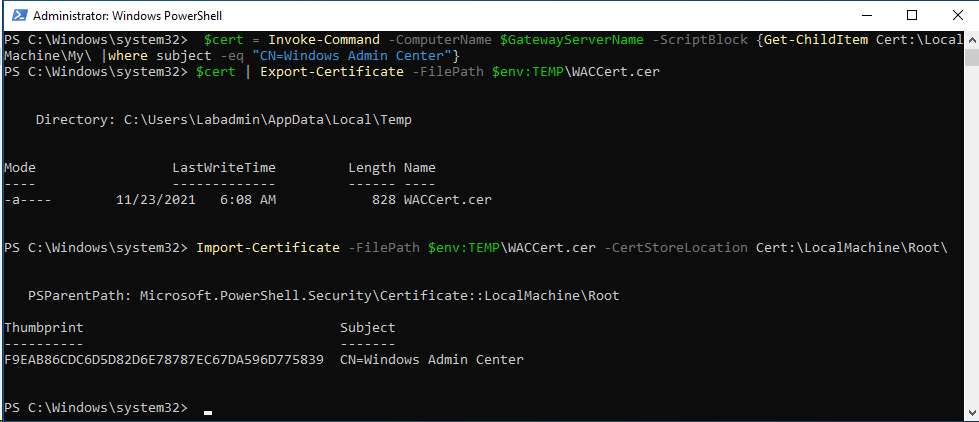 Administrator: Windows PowerShell
PS C:\Windows\system32>  $cert = Invoke-Command -ComputerName $GatewayServerName -ScriptBlock {Get-ChildItem Cert:\Local
Machine\My\ |where subject -eq "CN=Windows Admin Center"}
PS C:\Windows\system32> $cert | Export-Certificate -FilePath $env:TEMP\WACCert.cer
    Directory: C:\Users\Labadmin\AppData\Local\Temp
Mode                 LastWriteTime         Length Name
----                 -------------         ------ ----
-a----        11/23/2021   6:08 AM            828 WACCert.cer
PS C:\Windows\system32> Import-Certificate -FilePath $env:TEMP\WACCert.cer -CertStoreLocation Cert:\LocalMachine\Root\
   PSParentPath: Microsoft.PowerShell.Security\Certificate::LocalMachine\Root
Thumbprint                                Subject
----------                                -------
F9EAB86CDC6D5D82D6E78787EC67DA596D775839  CN=Windows Admin Center
PS C:\Windows\system32>